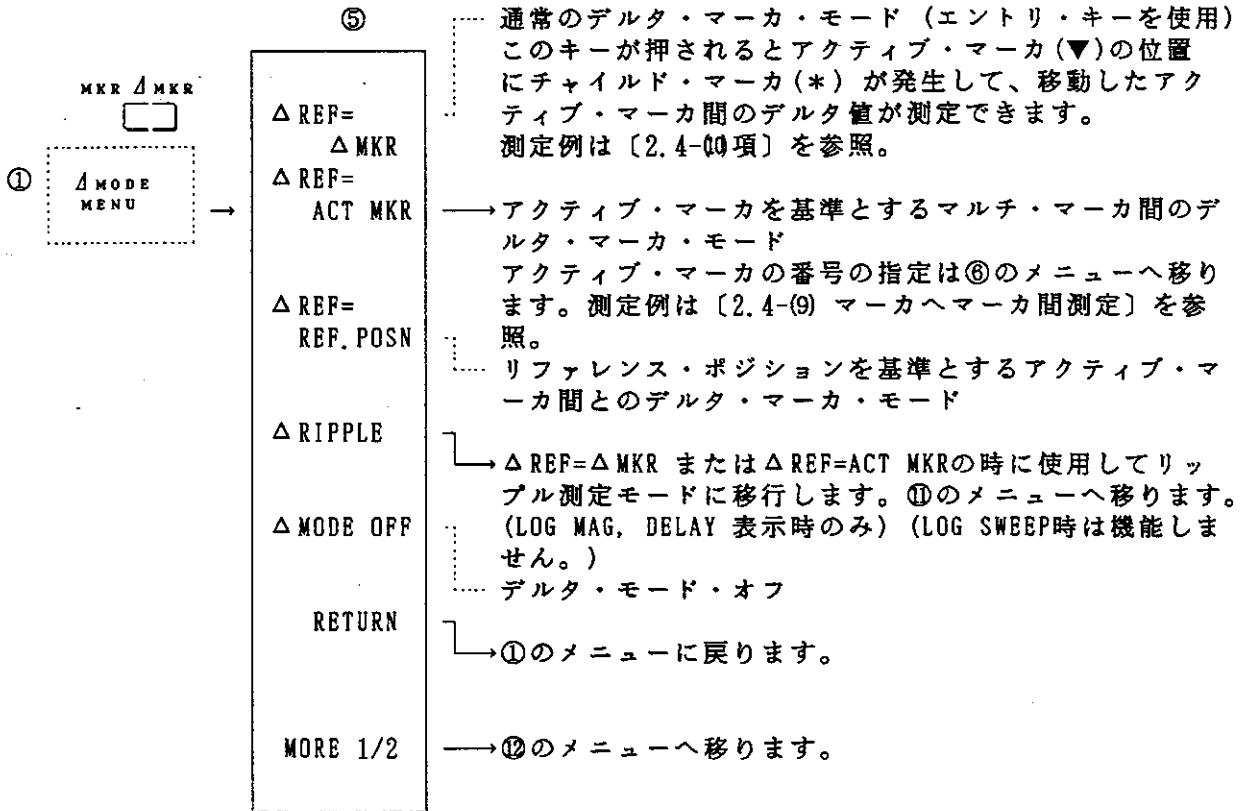 ⑤
通常のデルタ・マーカ・モード (エントリ・キーを使用)
このキーが押されるとアクティブ・マーカ(▼)の位置
にチャイルド・マーカ(*) が発生して、移動したアク
ティブ・マーカ間のデルタ値が測定できます。
測定例は〔2.4-⑽項〕を参照。
MKR ΔMKR
① ΔMODE
MENU
→
ΔREF=
ΔMKR
ΔREF=
ACT MKR
→アクティブ・マーカを基準とするマルチ・マーカ間のデ
ルタ・マーカ・モード
アクティブ・マーカの番号の指定は⑥のメニューへ移り
ます。測定例は〔2.4-(9) マーカへマーカ間測定〕を参
照。
ΔREF=
REF.POSN
リファレンス・ポジションを基準とするアクティブ・マ
ーカ間とのデルタ・マーカ・モード
ΔRIPPLE
→ΔREF=ΔMKR またはΔREF=ACT MKRの時に使用してリッ
プル測定モードに移行します。⑪のメニューへ移ります。
(LOG MAG, DELAY 表示時のみ) (LOG SWEEP時は機能しま
せん。)
ΔMODE OFF
デルタ・モード・オフ
RETURN
→①のメニューに戻ります。
MORE 1/2
→⑫のメニューへ移ります。